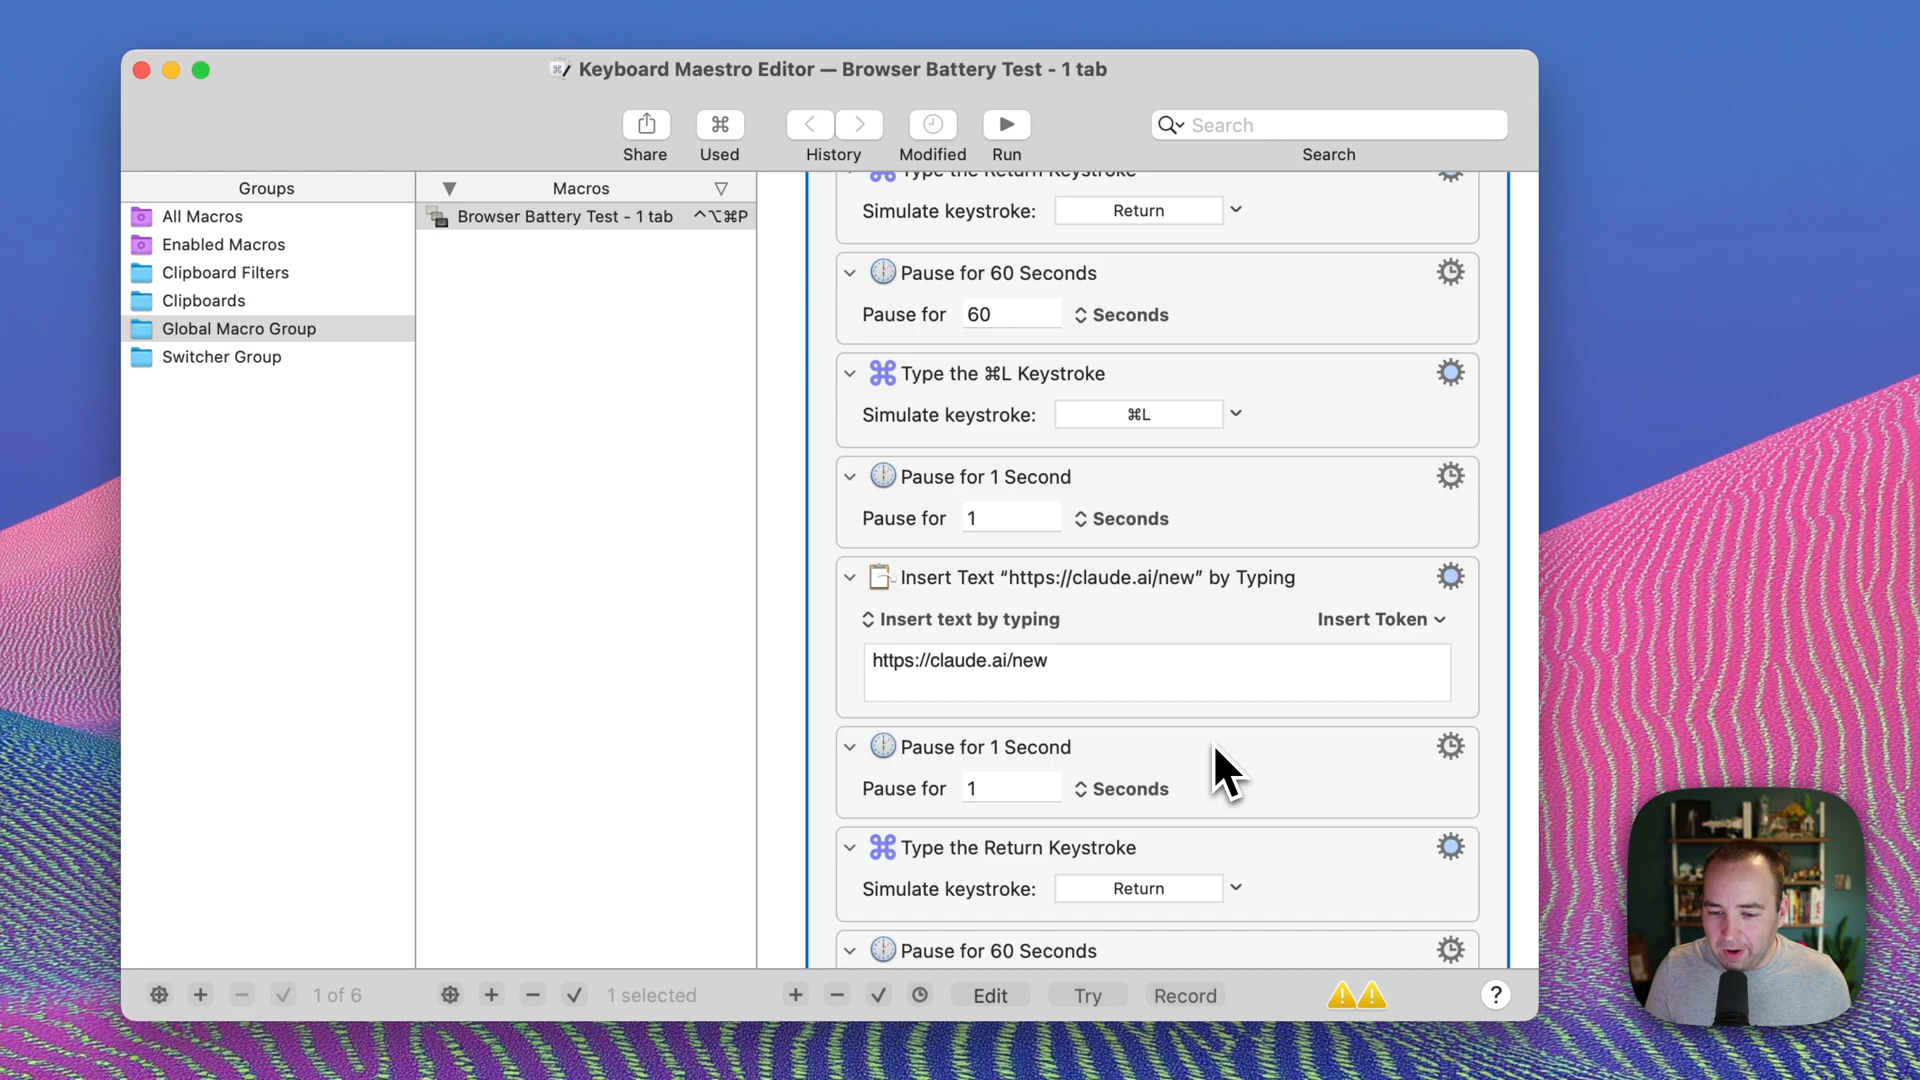 Keyboard Maestro Editor — Browser Battery Test - 1 tab
Share
Used
History
Modified
Run
Search
Search
Groups
All Macros
Enabled Macros
Clipboard Filters
Clipboards
Global Macro Group
Switcher Group
Macros
Browser Battery Test - 1 tab ^⌥⌘P
Type the Return Keystroke
Simulate keystroke: Return
Pause for 60 Seconds
Pause for 60 Seconds
Type the ⌘L Keystroke
Simulate keystroke: ⌘L
Pause for 1 Second
Pause for 1 Seconds
Insert Text “https://claude.ai/new” by Typing
Insert text by typing Insert Token
https://claude.ai/new
Pause for 1 Second
Pause for 1 Seconds
Type the Return Keystroke
Simulate keystroke: Return
Pause for 60 Seconds
1 of 6
1 selected
Edit
Try
Record
?